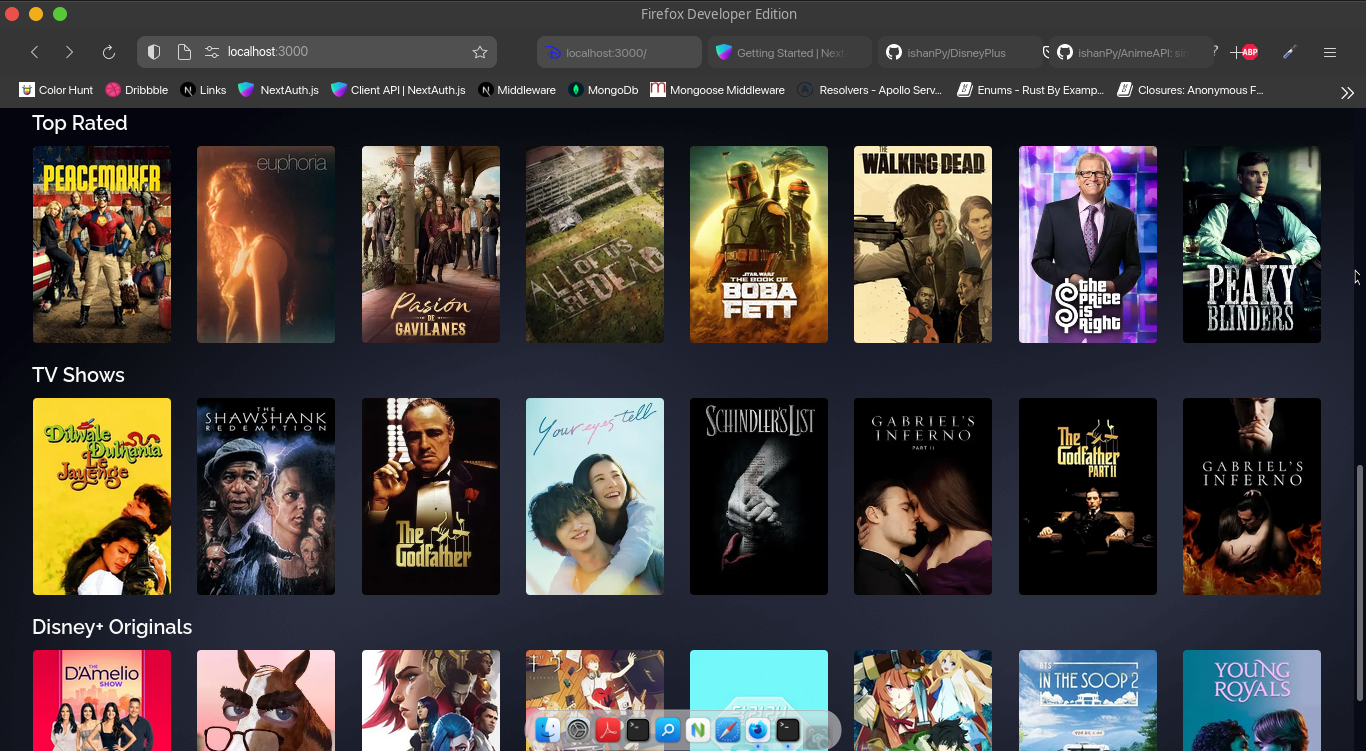 Firefox Developer Edition
localhost:3000
localhost:3000/
Getting Started | Next
ishanPy/DisneyPlus
ishanPy/AnimeAPI: sin
ABP
Color Hunt
Dribbble
Links
NextAuth.js
Client API | NextAuth.js
Middleware
MongoDb
Mongoose Middleware
Resolvers - Apollo Serv...
Enums - Rust By Examp...
Closures: Anonymous F...
Top Rated
PEACEMAKER
euphoria
Pasión
DE
GAVILANES
ALL OF US
ARE DEAD
STAR WARS
THE BOOK OF
BOBA
FETT
THE
WALKING DEAD
the
PRICE
is
Right
PEAKY
BLINDERS
TV Shows
Dilwale
Dulhania
Le
Jayenge
THE
SHAWSHANK
REDEMPTION
The
Godfather
Your eyes tell
SCHINDLER'S LIST
GABRIEL'S
INFERNO
PART II
The
Godfather
PART II
GABRIEL'S
INFERNO
Disney+ Originals
THE
D'Amelio
SHOW
BTS
IN THE SOOP 2
YOUNG
ROYALS